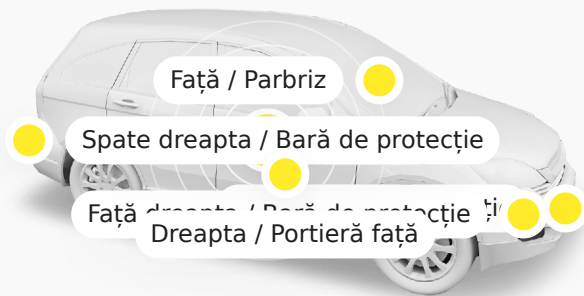 Față / Parbriz
Spate dreapta / Bară de protecție
Față dreapta / Bară de protecție
Dreapta / Portieră față